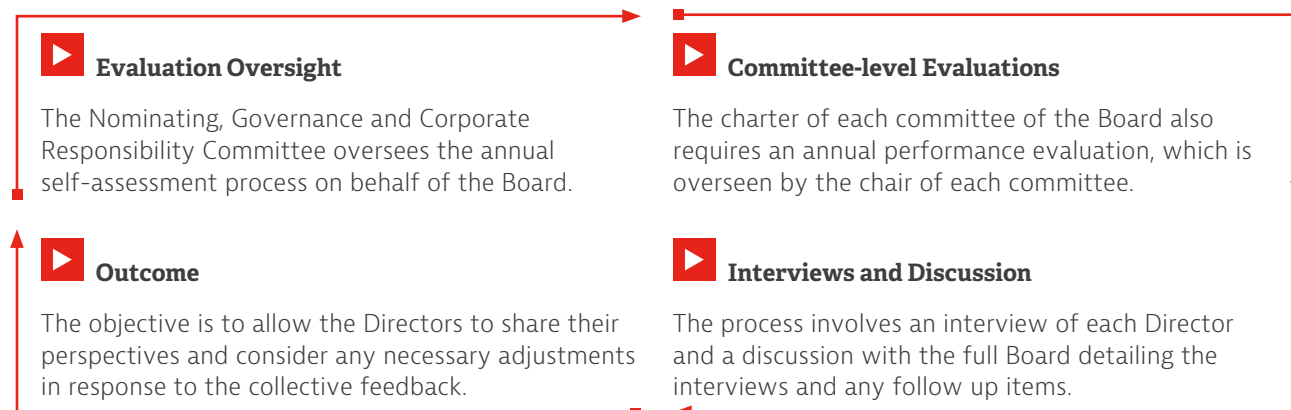 Evaluation Oversight
The Nominating, Governance and Corporate
Responsibility Committee oversees the annual
self-assessment process on behalf of the Board.
Committee-level Evaluations
The charter of each committee of the Board also
requires an annual performance evaluation, which is
overseen by the chair of each committee.
Outcome
The objective is to allow the Directors to share their
perspectives and consider any necessary adjustments
in response to the collective feedback.
Interviews and Discussion
The process involves an interview of each Director
and a discussion with the full Board detailing the
interviews and any follow up items.